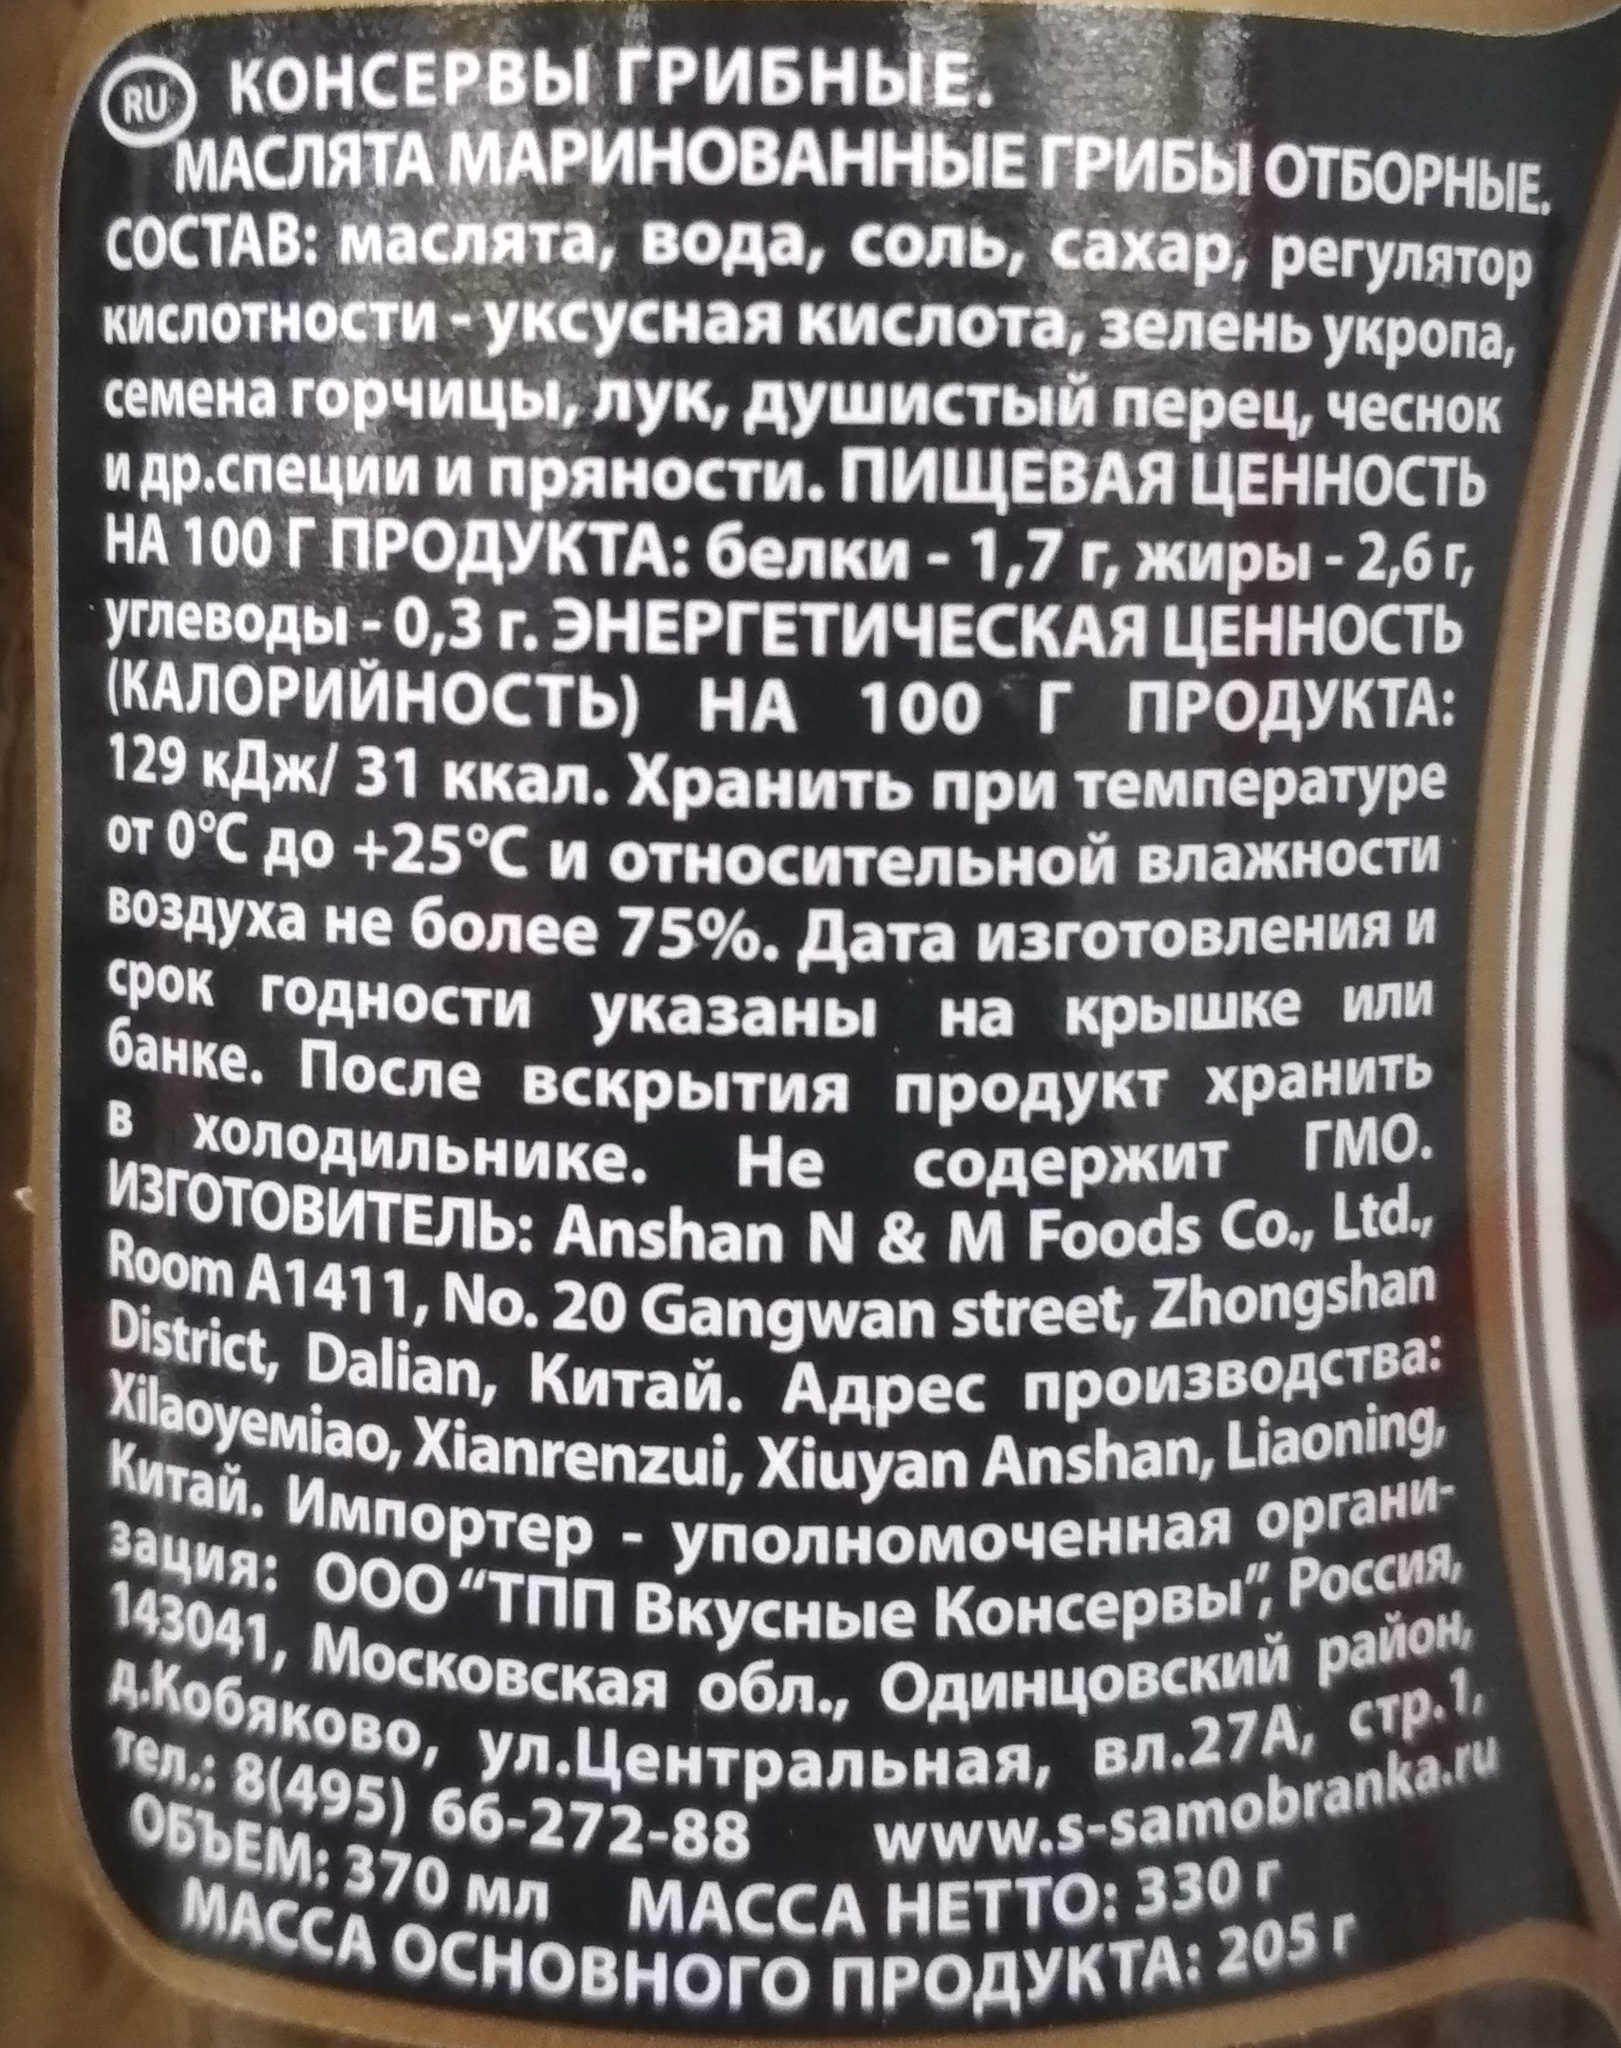 RU КОНСЕРВЫ ГРИБНЫЕ.
МАСЛЯТА МАРИНОВАННЫЕ ГРИБЫ ОТБОРНЫЕ.
СОСТАВ: маслята, вода, соль, сахар, регулятор
кислотности - уксусная кислота, зелень укропа,
семена горчицы, лук, душистый перец, чеснок
и др.специи и пряности. ПИЩЕВАЯ ЦЕННОСТЬ
НА 100 Г ПРОДУКТА: белки - 1,7 г, жиры - 2,6 г,
углеводы - 0,3 г. ЭНЕРГЕТИЧЕСКАЯ ЦЕННОСТЬ
(КАЛОРИЙНОСТЬ) НА 100 Г ПРОДУКТА:
129 кДж/ 31 ккал. Хранить при температуре
от 0°С до +25°С и относительной влажности
воздуха не более 75%. Дата изготовления и
срок годности указаны на крышке или
банке. После вскрытия продукт хранить
в холодильнике. Не содержит ГМО.
ИЗГОТОВИТЕЛЬ: Anshan N & M Foods Co., Ltd.,
Room A1411, No. 20 Gangwan street, Zhongshan
District, Dalian, Китай. Адрес производства:
Xilaoyemiao, Xianrenzui, Xiuyan Anshan, Liaoning,
Китай. Импортер - уполномоченная органи-
зация: ООО "ТПП Вкусные Консервы", Россия,
143041, Московская обл., Одинцовский район,
д.Кобяково, ул.Центральная, вл.27А, стр.1,
тел.: 8(495) 66-272-88 www.s-samobranka.ru
ОБЪЕМ: 370 мл МАССА НЕТТО: 330 г
МАССА ОСНОВНОГО ПРОДУКТА: 205 г